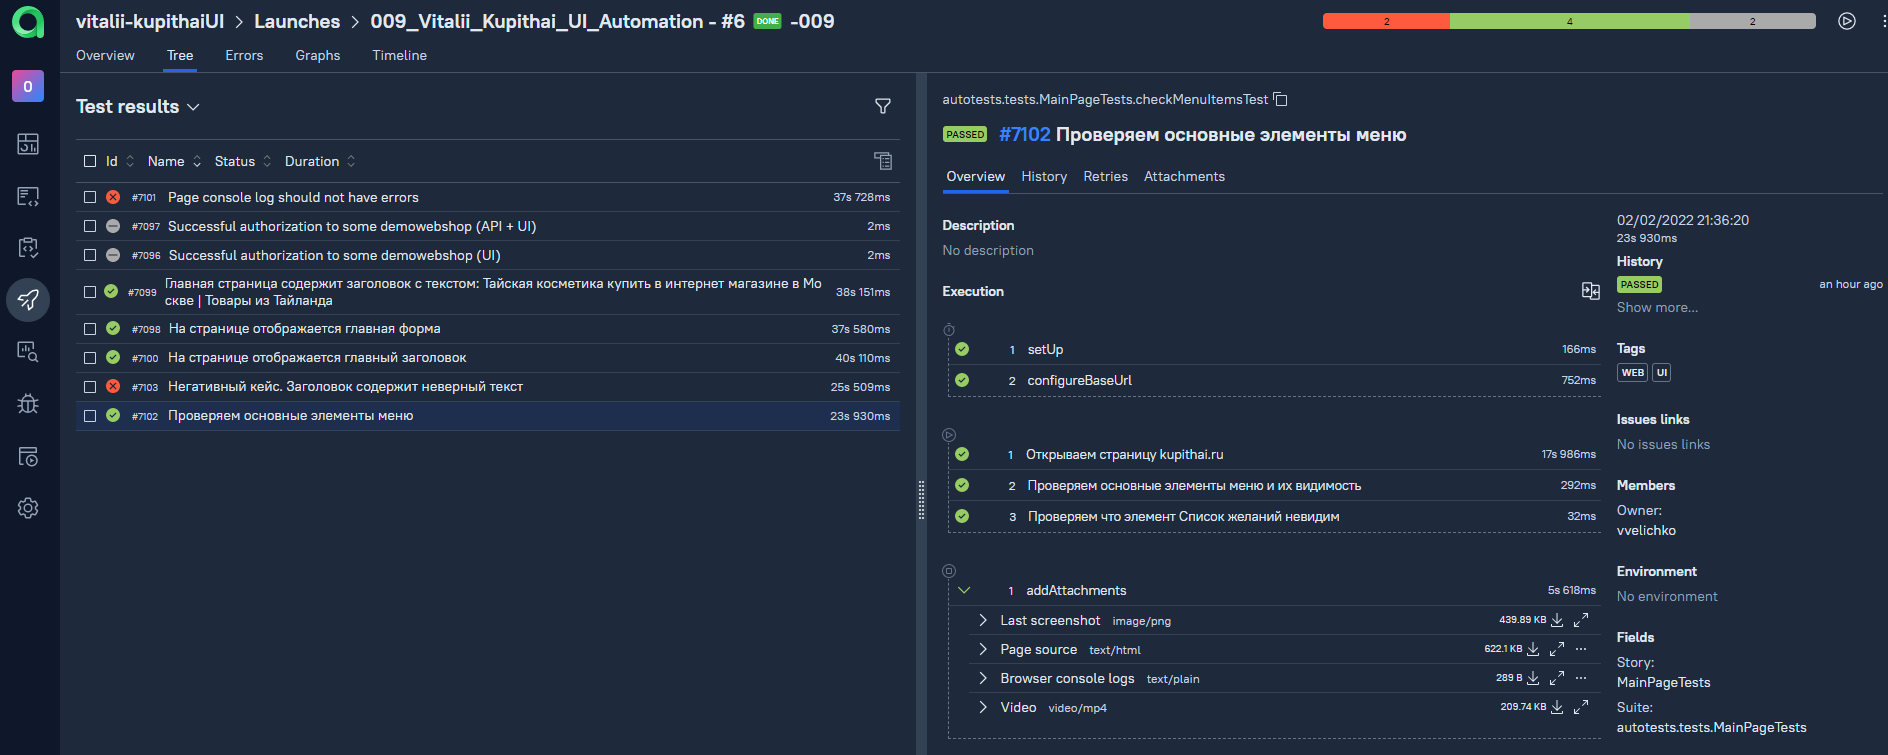 vitalii-kupithaiUI > Launches > 009_Vitalii_Kupithai_UI_Automation - #6 DONE -009
2 4 2
Overview Tree Errors Graphs Timeline
O
Test results
Id Name Status Duration
#7101 Page console log should not have errors 37s 728ms
#7097 Successful authorization to some demowebshop (API + UI) 2ms
#7096 Successful authorization to some demowebshop (UI) 2ms
#7099 Главная страница содержит заголовок с текстом: Тайская косметика купить в интернет магазине в Мо
скве | Товары из Тайланда 38s 151ms
#7098 На странице отображается главная форма 37s 580ms
#7100 На странице отображается главный заголовок 40s 110ms
#7103 Негативный кейс. Заголовок содержит неверный текст 25s 509ms
#7102 Проверяем основные элементы меню 23s 930ms
autotests.tests.MainPageTests.checkMenuItemsTest
PASSED #7102 Проверяем основные элементы меню
Overview History Retries Attachments
Description
No description
Execution
1 setUp 166ms
2 configureBaseUrl 752ms
1 Открываем страницу kupithai.ru 17s 986ms
2 Проверяем основные элементы меню и их видимость 292ms
3 Проверяем что элемент Список желаний невидим 32ms
1 addAttachments 5s 618ms
Last screenshot image/png 439.89 KB
Page source text/html 622.1 KB
Browser console logs text/plain 289 B
Video video/mp4 209.74 KB
02/02/2022 21:36:20
23s 930ms
History
PASSED an hour ago
Show more...
Tags
WEB UI
Issues links
No issues links
Members
Owner:
vvelichko
Environment
No environment
Fields
Story:
MainPageTests
Suite:
autotests.tests.MainPageTests